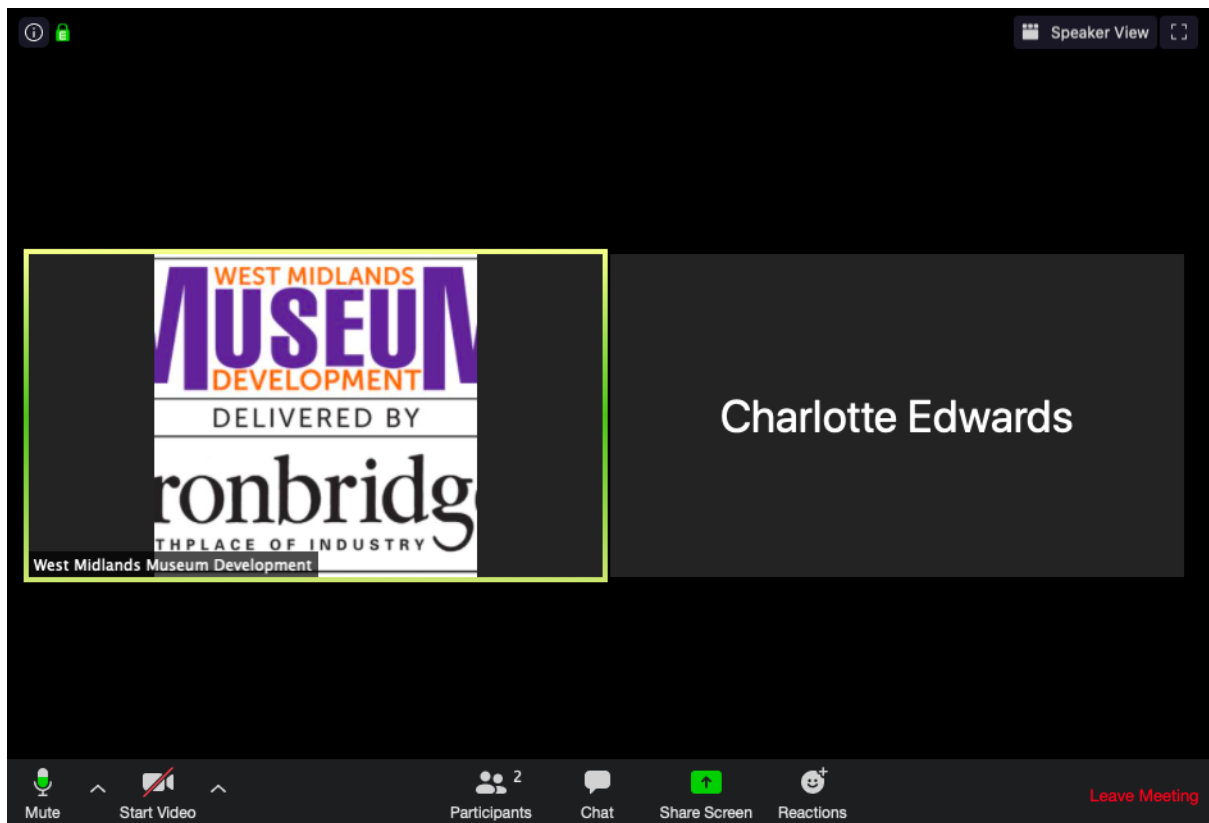 E
Speaker View
WEST MIDLANDS
MUSEUM
DEVELOPMENT
DELIVERED BY
ronbridg
THPLACE OF INDUSTRY
West Midlands Museum Development
Charlotte Edwards
2
Mute
Start Video
Participants
Chat
Share Screen
Reactions
Leave Meeting